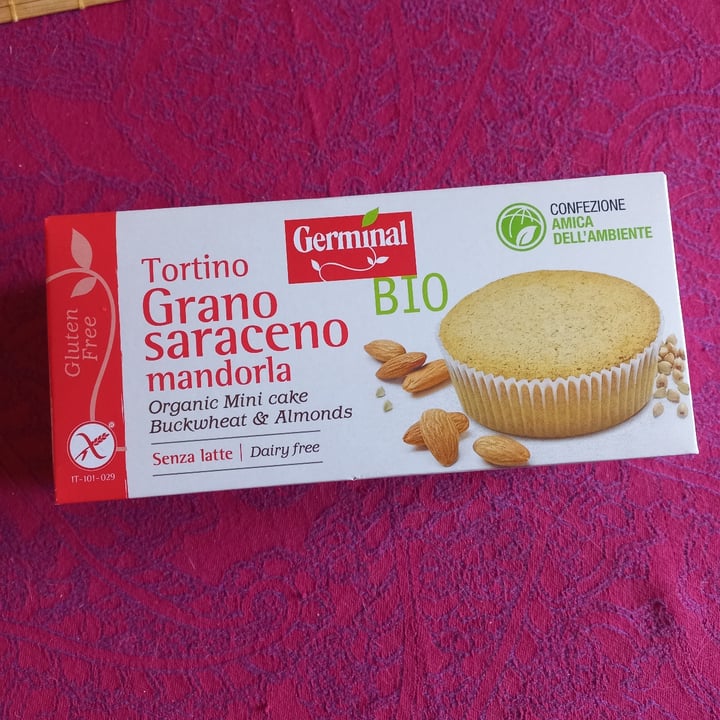 Gluten
Free
IT-101-029
Germinal
BIO
Tortino
Grano
saraceno
mandorla
Organic Mini cake
Buckwheat & Almonds
Senza latte | Dairy free
CONFEZIONE
AMICA
DELL'AMBIENTE